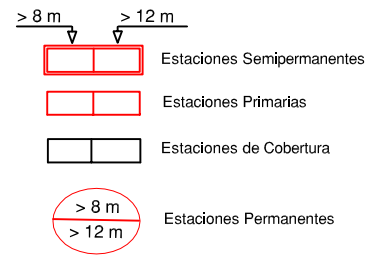 > 8 m > 12 m
Estaciones Semipermanentes
Estaciones Primarias
Estaciones de Cobertura
> 8 m
> 12 m
Estaciones Permanentes